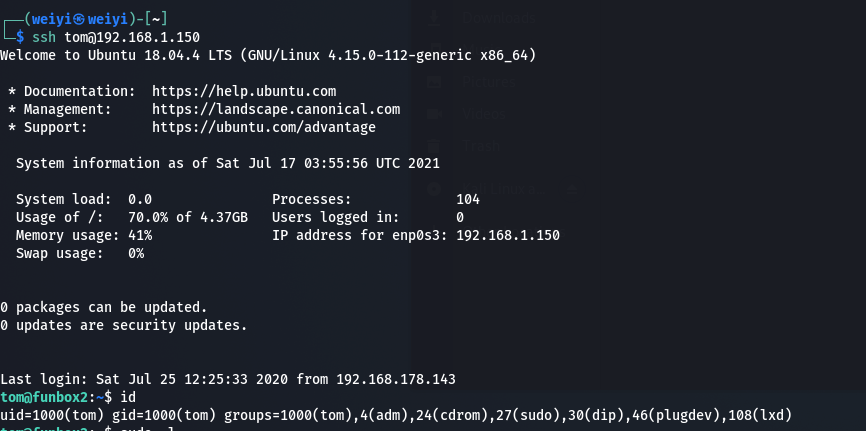 ┌──(weiyi㉿weiyi)-[~]
└─$ ssh tom@192.168.1.150
Welcome to Ubuntu 18.04.4 LTS (GNU/Linux 4.15.0-112-generic x86_64)
* Documentation:  https://help.ubuntu.com
* Management:     https://landscape.canonical.com
* Support:        https://ubuntu.com/advantage
System information as of Sat Jul 17 03:55:56 UTC 2021
System load:  0.0               Processes:             104
Usage of /:   70.0% of 4.37GB   Users logged in:       0
Memory usage: 41%               IP address for enp0s3: 192.168.1.150
Swap usage:   0%
0 packages can be updated.
0 updates are security updates.
Last login: Sat Jul 25 12:25:33 2020 from 192.168.178.143
tom@funbox2:~$ id
uid=1000(tom) gid=1000(tom) groups=1000(tom),4(adm),24(cdrom),27(sudo),30(dip),46(plugdev),108(lxd)